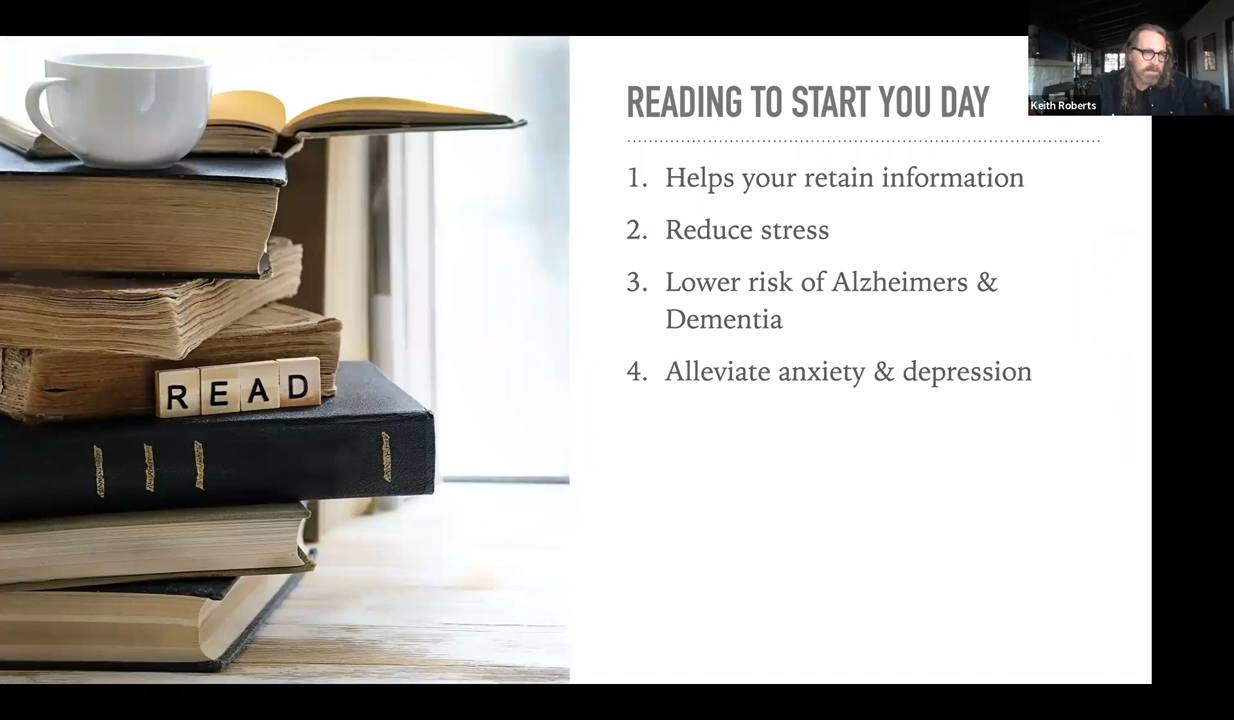 READING TO START YOU DAY
Keith Roberts
1. Helps your retain information
2. Reduce stress
3. Lower risk of Alzheimers &
Dementia
4. Alleviate anxiety & depression
READ